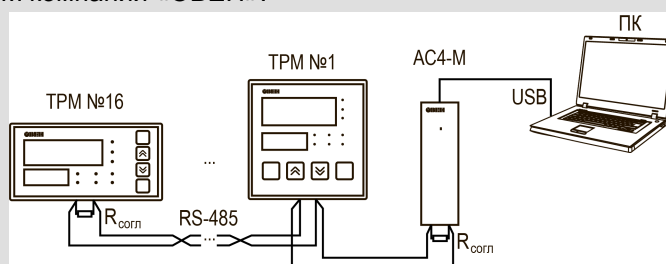 ПК
ТРМ №1
АС4-М
ТРМ №16
USB
...
RS-485
...
Rсогл
Rсогл